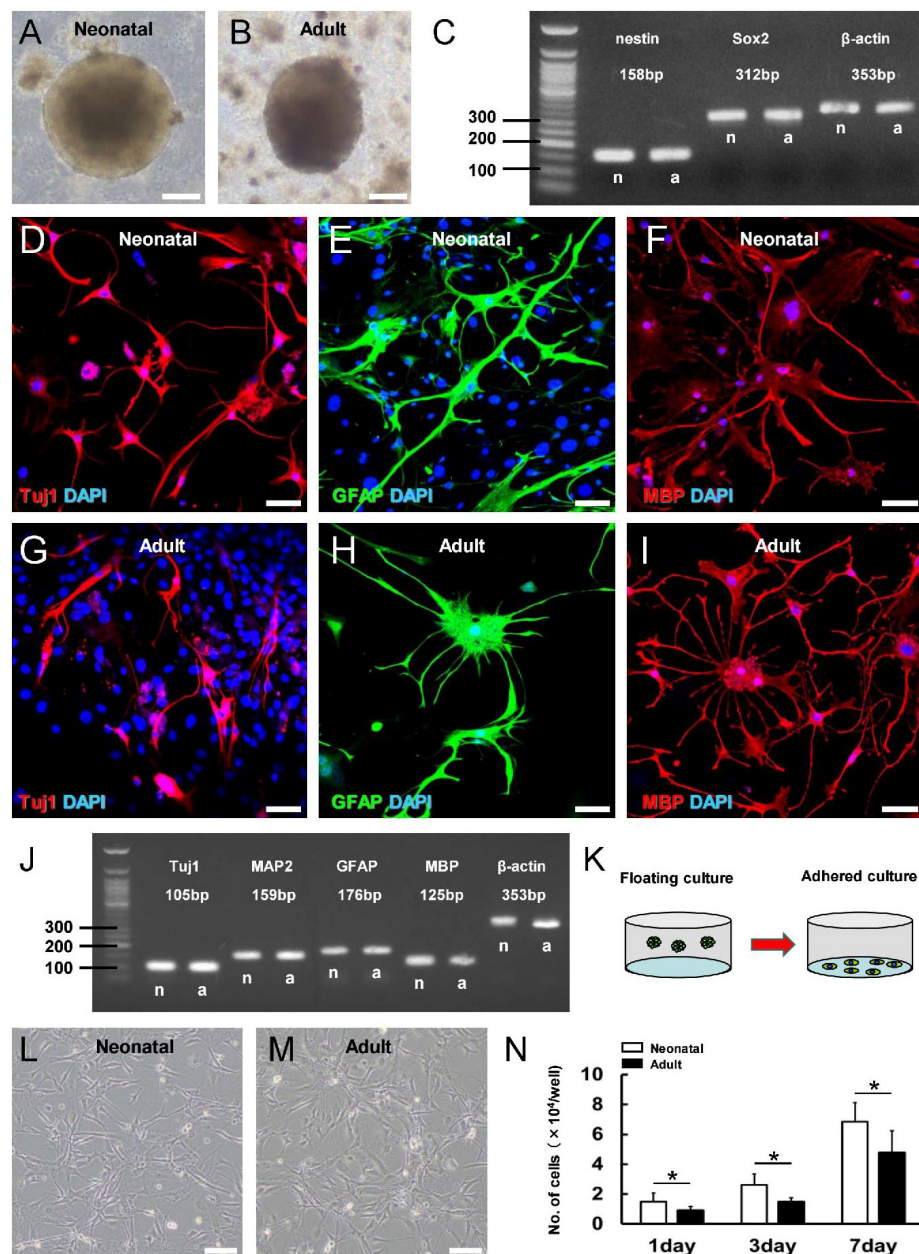 A
Neonatal
B
Adult
C
nestin Sox2 β-actin
158bp 312bp 353bp
300
200
100
n a n a n a
D
Neonatal
Tuj1 DAPI
E
Neonatal
GFAP DAPI
F
Neonatal
MBP DAPI
G
Adult
Tuj1 DAPI
H
Adult
GFAP DAPI
I
Adult
MBP DAPI
J
Tuj1 MAP2 GFAP MBP β-actin
105bp 159bp 176bp 125bp 353bp
300
200
100
n a n a n a n a n a
K
Floating culture
Adhered culture
L
Neonatal
M
Adult
N
Neonatal
Adult
No. of cells ( × 10⁴/well)
10
8
6
4
2
0
* * *
1day 3day 7day